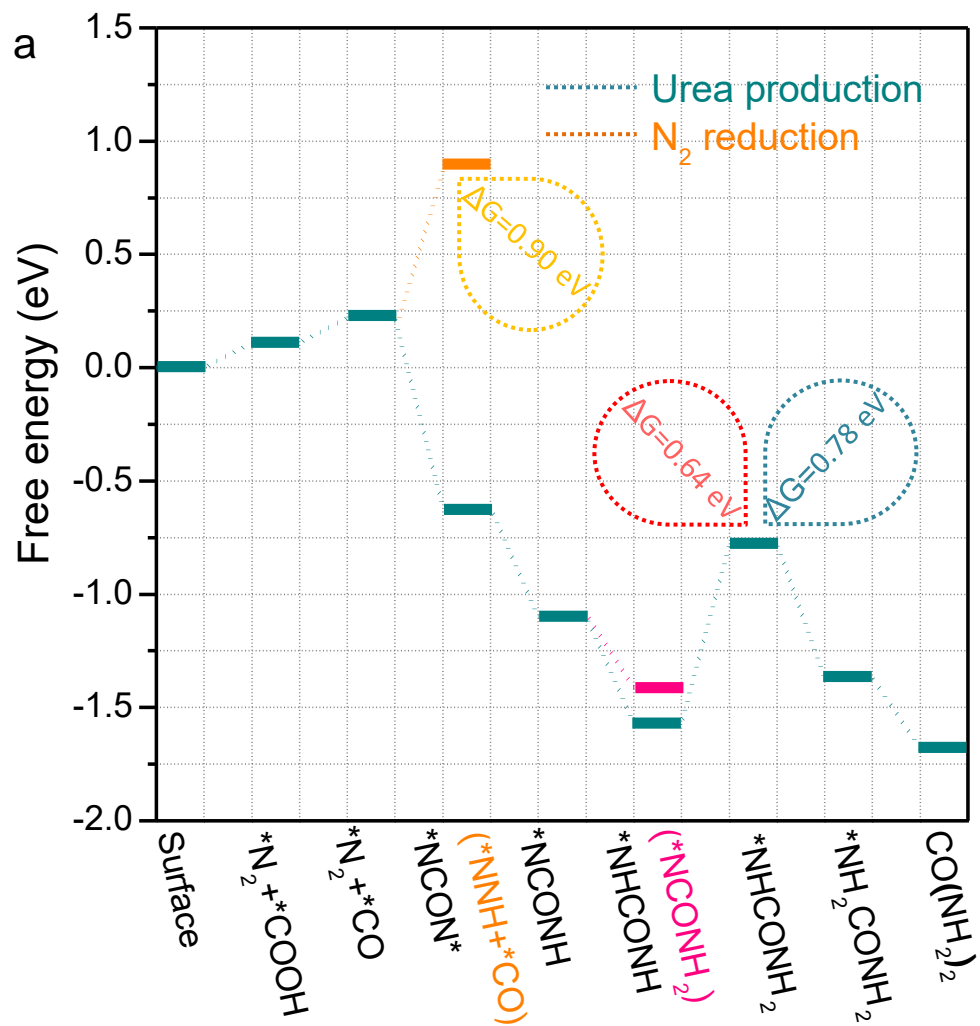 a
Urea production
N₂ reduction
Free energy (eV)
1.5
1.0
0.5
0.0
-0.5
-1.0
-1.5
-2.0
ΔG=0.90 eV
ΔG=0.64 eV
ΔG=0.78 eV
Surface
*N₂+*COOH
*N₂+*CO
*NCON*
(*NNH+*CO)
*NCONH
*NHCONH
(*NCONH₂)
*NHCONH₂
*NH₂CONH₂
CO(NH₂)₂